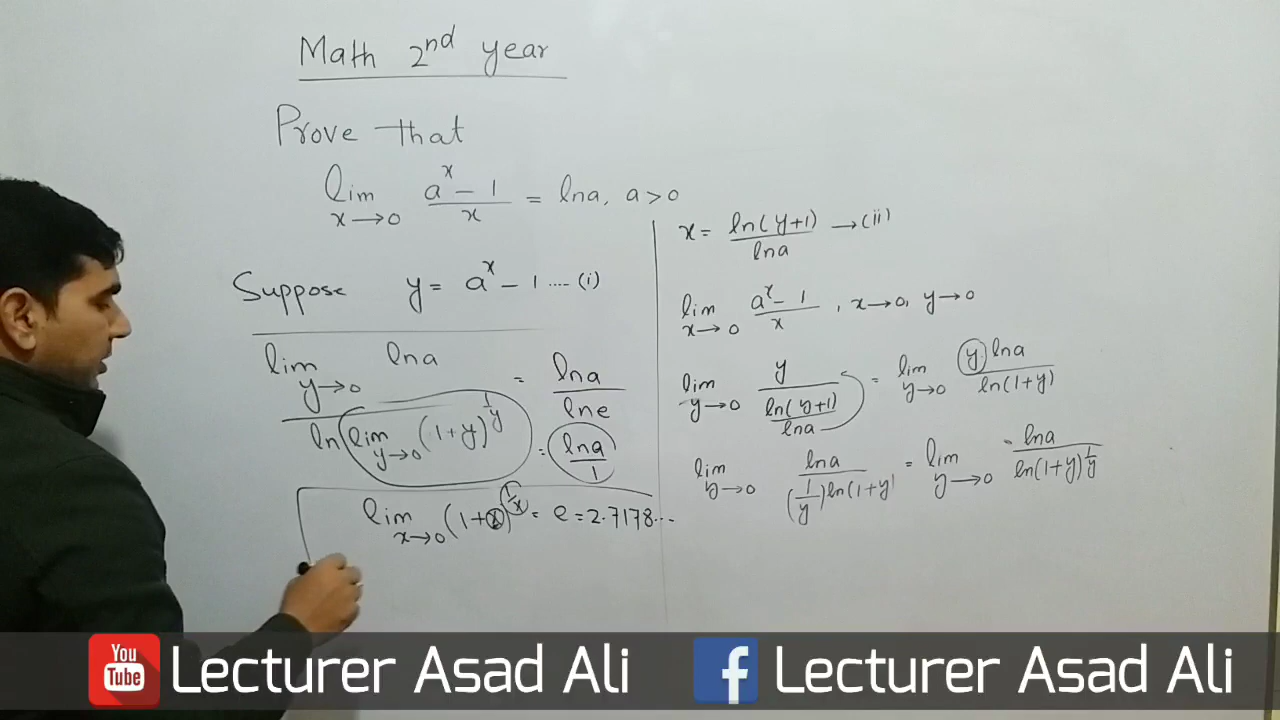 Math 2nd year
Prove that
lim x→0 (a^x - 1)/x = lna, a > 0
Suppose y = a^x - 1 .... (i)
x = ln(y+1)/lna → (ii)
lim x→0 (a^x - 1)/x , x→0, y→0
lim y→0 y/(ln(y+1)/lna) = lim y→0 y lna/ln(1+y)
lim y→0 lna/((1/y)ln(1+y) = lim y→0 lna/ln(1+y)^(1/y)
lim y→0 lna / ln(lim y→0 (1+y)^(1/y) = lna/lne
= lna/1
lim x→0 (1+x)^(1/x) = e = 2.7178...
You Tube Lecturer Asad Ali f Lecturer Asad Ali